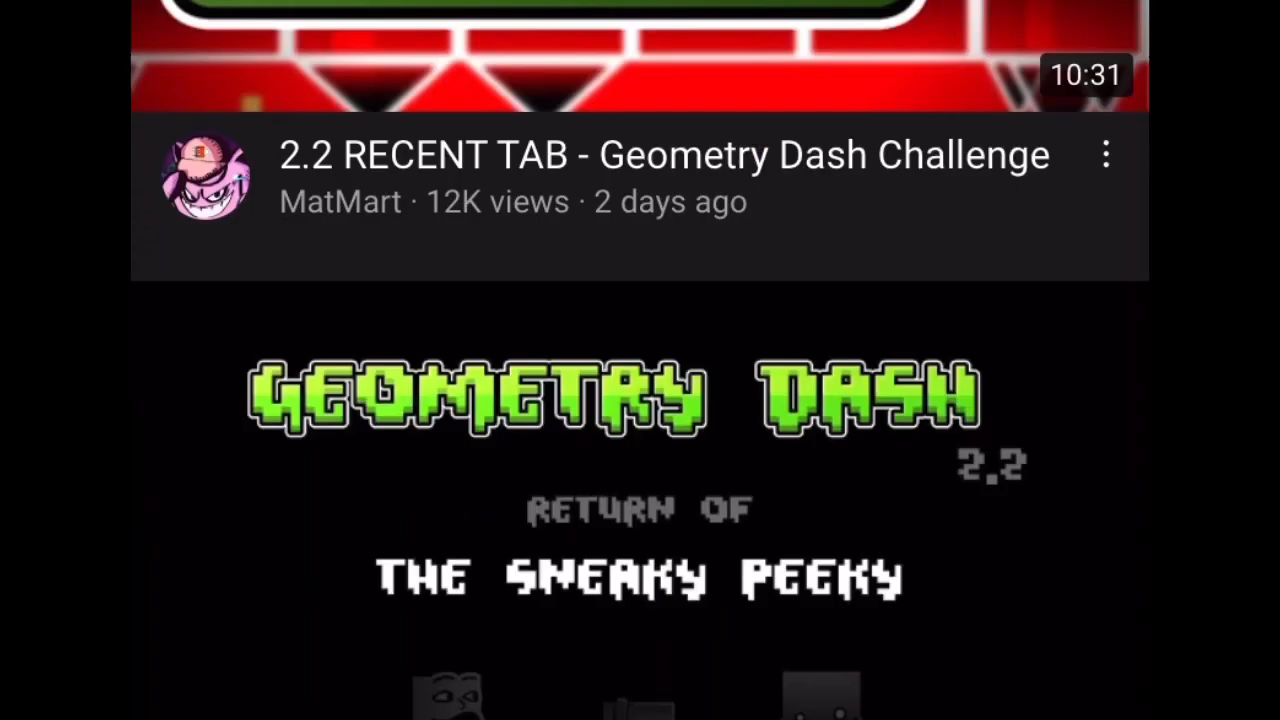 10:31
2.2 RECENT TAB - Geometry Dash Challenge
MatMart · 12K views · 2 days ago
GEOMETRY DASH
2.2
RETURN OF
THE SNEAKY PEEKY